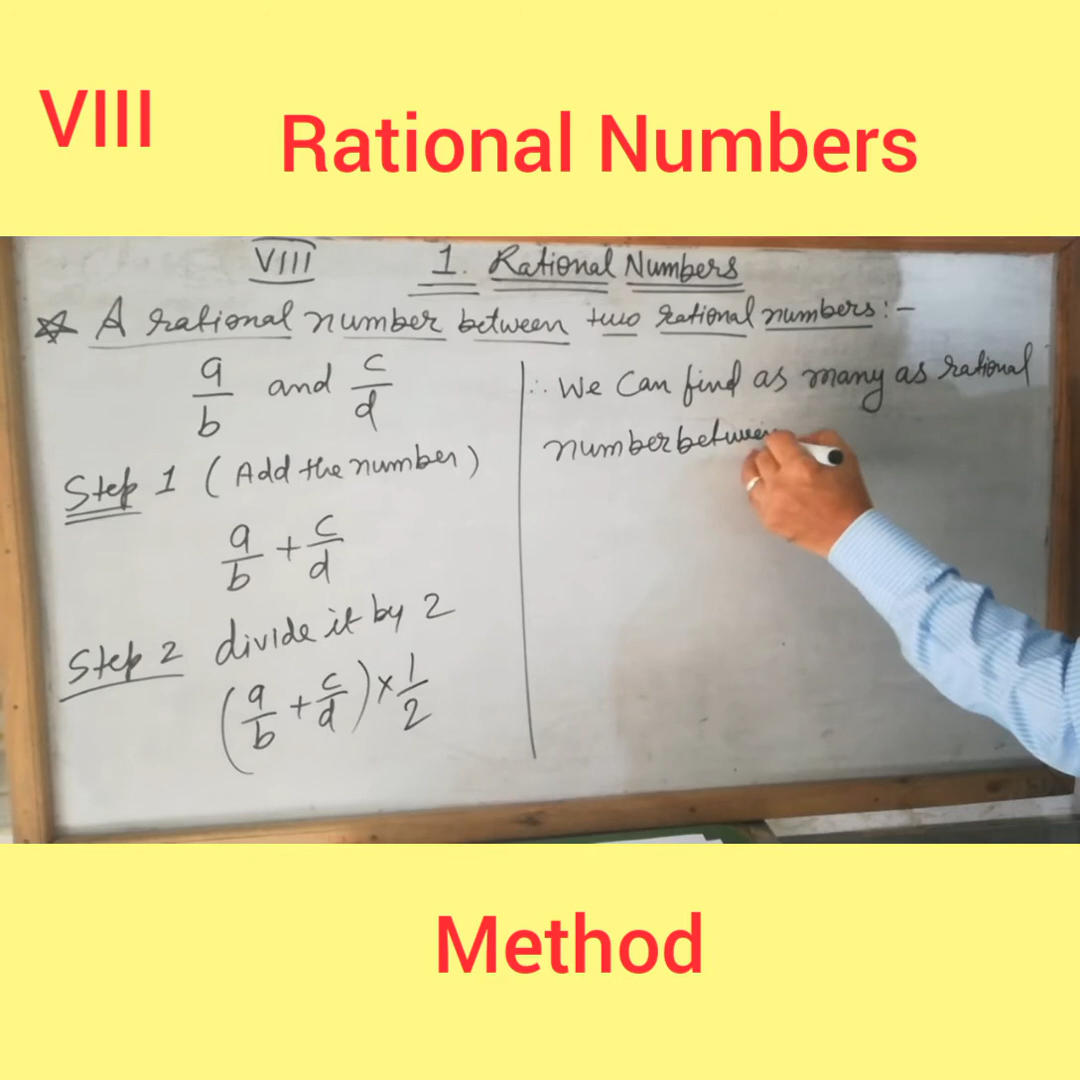 VIII
Rational Numbers
VIII 1. Rational Numbers
☆ A rational number between two rational numbers:-
a/b and c/d
Step 1 (Add the number)
a/b + c/d
Step 2 divide it by 2
(a/b + c/d) × 1/2
∴ We can find as many as rational
number between
Method